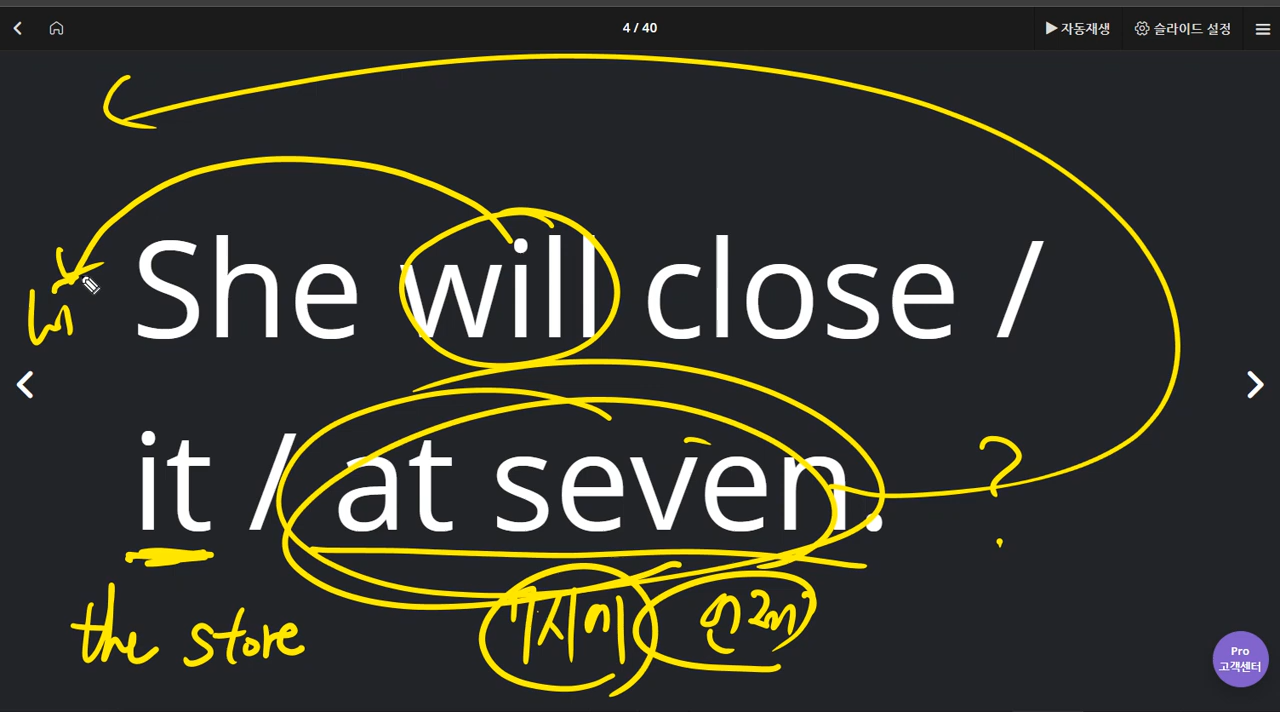 4 / 40
▶ 자동재생
슬라이드 설정
She will close /
it / at seven.
?
the store
7시에
언제
Pro
고객센터